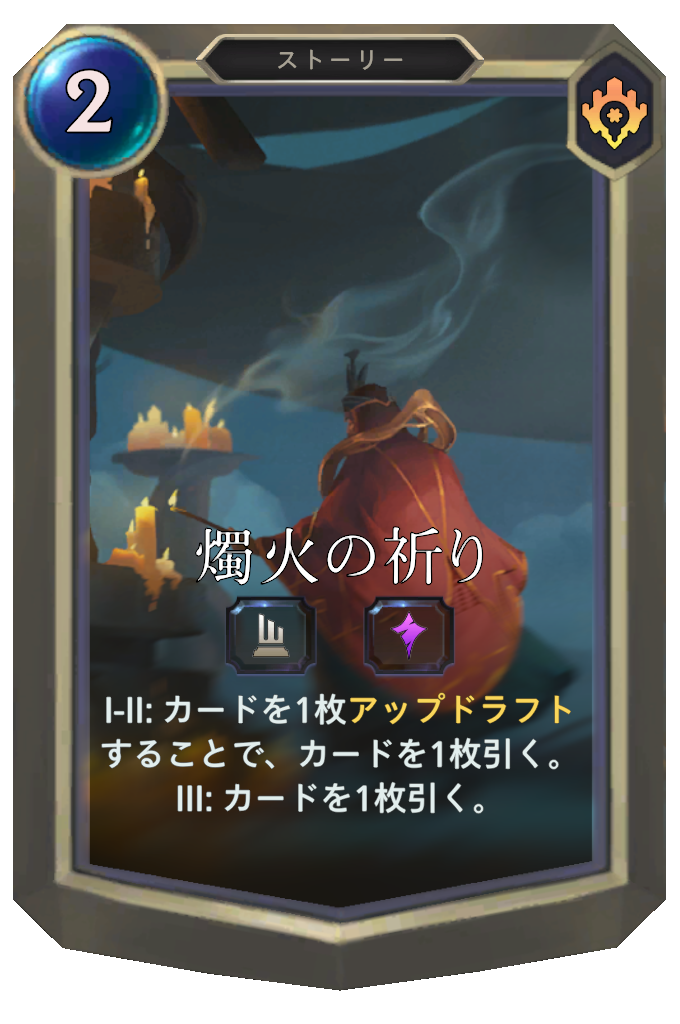 ストーリー
2
燭火の祈り
I-II: カードを1枚アップドラフト
することで、カードを1枚引く。
III: カードを1枚引く。